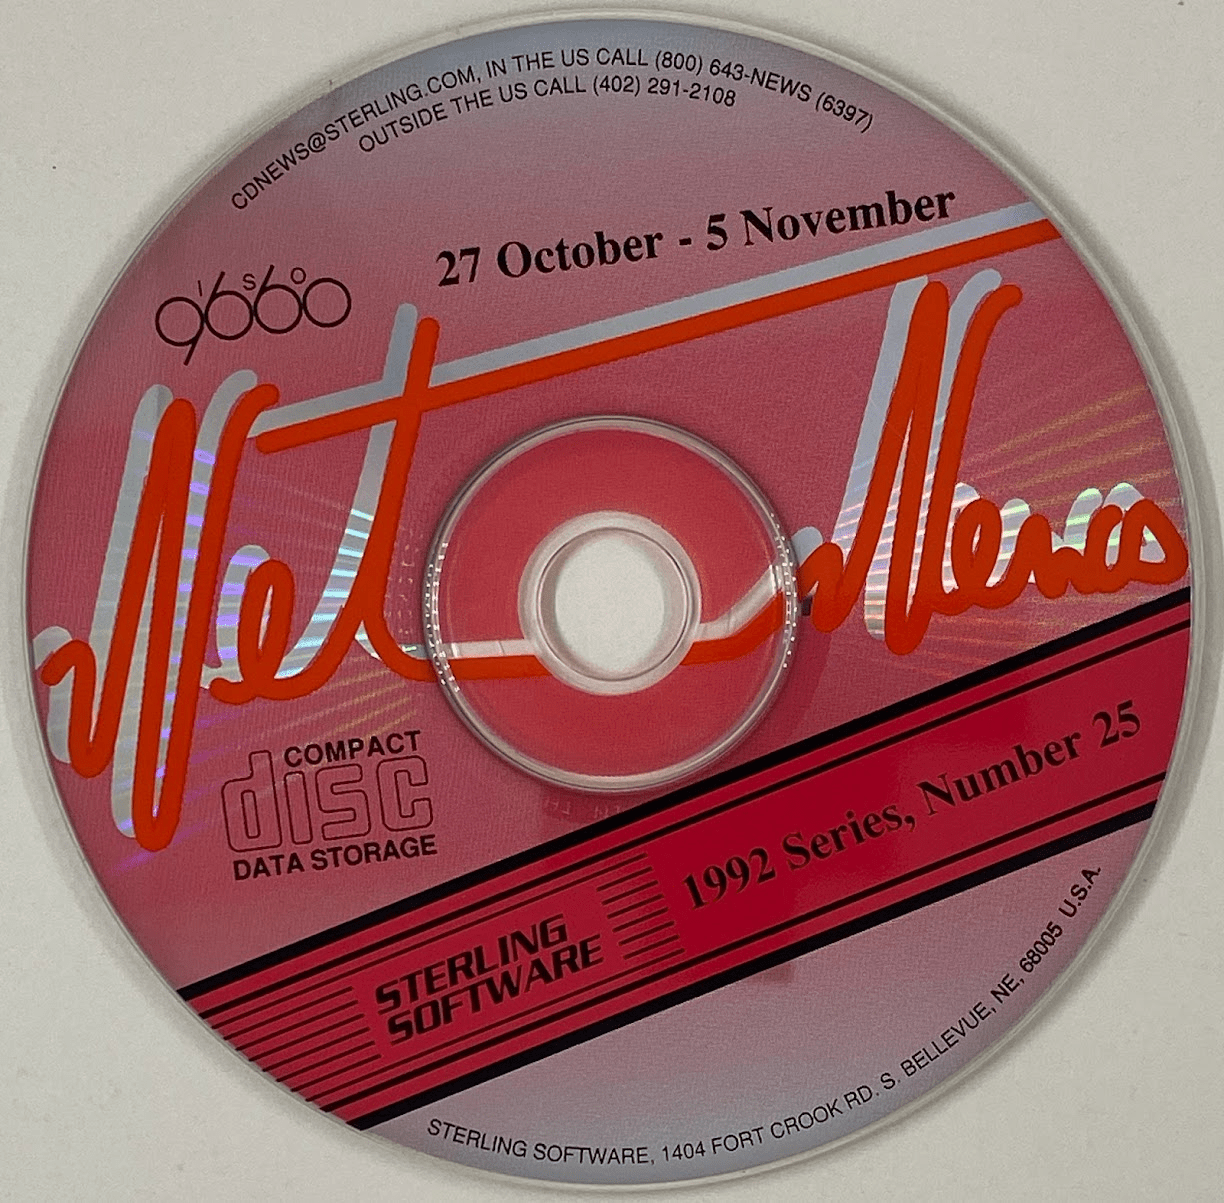 CDNEWS@STERLING.COM, IN THE US CALL (800) 643-NEWS (6397)
OUTSIDE THE US CALL (402) 291-2108
27 October - 5 November
ISO
9660
Net News
COMPACT
disc
DATA STORAGE
1992 Series, Number 25
STERLING
SOFTWARE
STERLING SOFTWARE, 1404 FORT CROOK RD. S. BELLEVUE, NE, 68005 U.S.A.